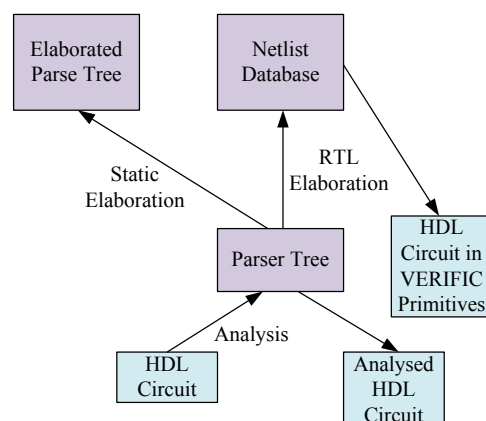 Elaborated
Parse Tree
Netlist
Database
Static
Elaboration
RTL
Elaboration
HDL
Circuit in
VERIFIC
Primitives
Parser Tree
Analysis
HDL
Circuit
Analysed
HDL
Circuit